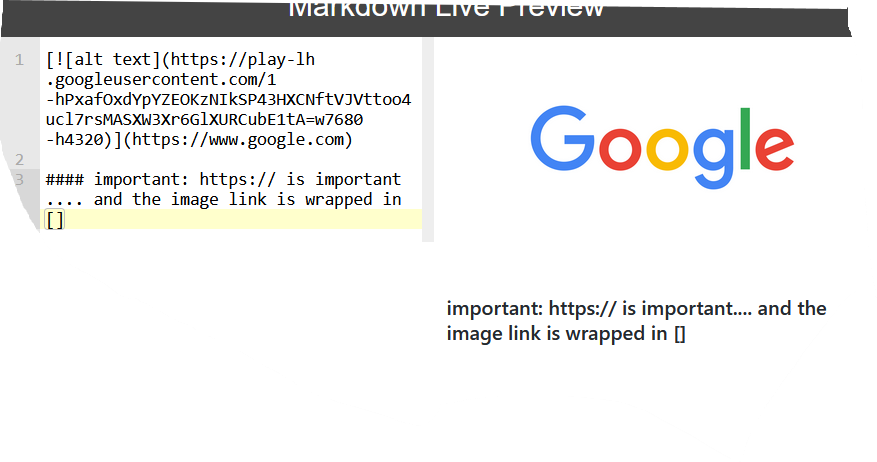 Markdown Live Preview
1 [![alt text](https://play-lh
.googleusercontent.com/1
-hPxafOxdYpYZEOKzNIkSP43HXCNftVJVttoo4
ucl7rsMASXW3Xr6GlXURCubE1tA=w7680
-h4320)](https://www.google.com)
2
3 #### important: https:// is important
.... and the image link is wrapped in
[]
Google
important: https:// is important.... and the
image link is wrapped in []